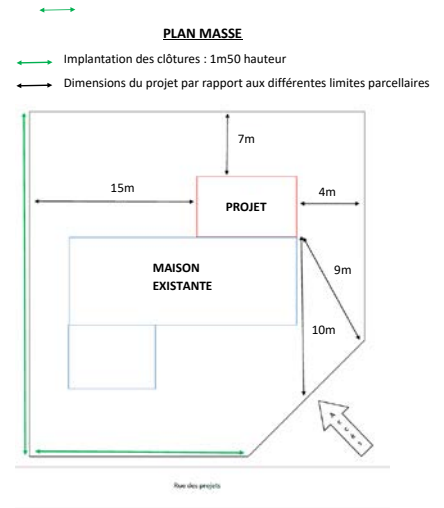 PLAN MASSE
Implantation des clôtures : 1m50 hauteur
Dimensions du projet par rapport aux différentes limites parcellaires
7m
15m
4m
PROJET
MAISON
EXISTANTE
9m
10m
Rue des projets